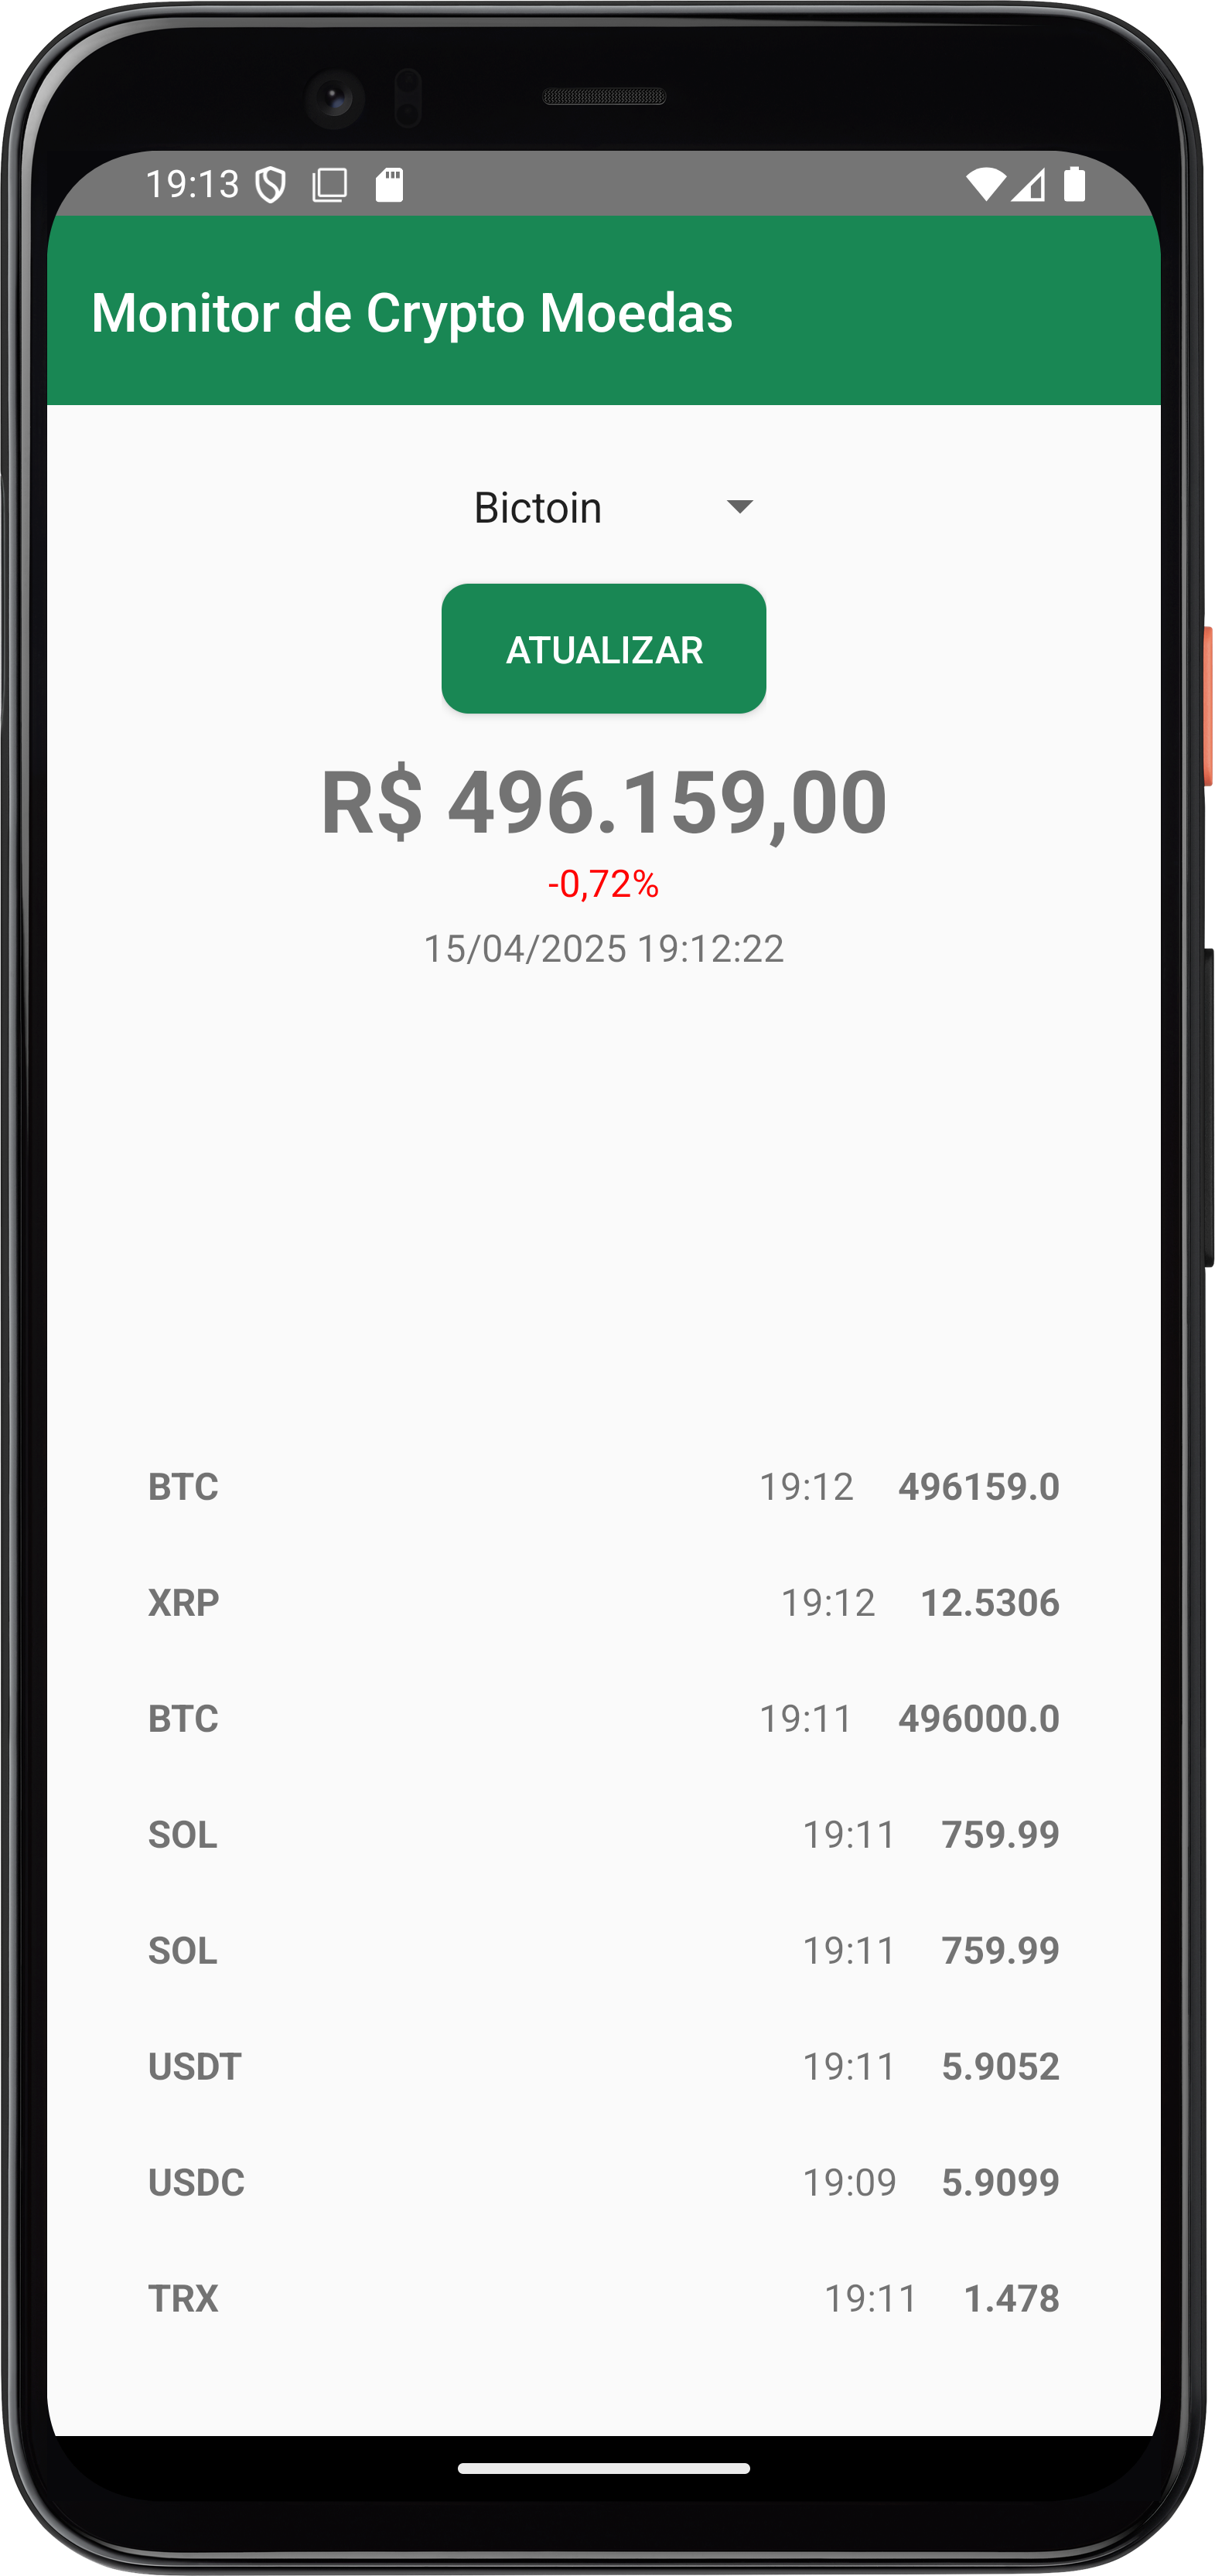 19:13
Monitor de Crypto Moedas
Bictoin
ATUALIZAR
R$ 496.159,00
-0,72%
15/04/2025 19:12:22
BTC 19:12 496159.0
XRP 19:12 12.5306
BTC 19:11 496000.0
SOL 19:11 759.99
SOL 19:11 759.99
USDT 19:11 5.9052
USDC 19:09 5.9099
TRX 19:11 1.478